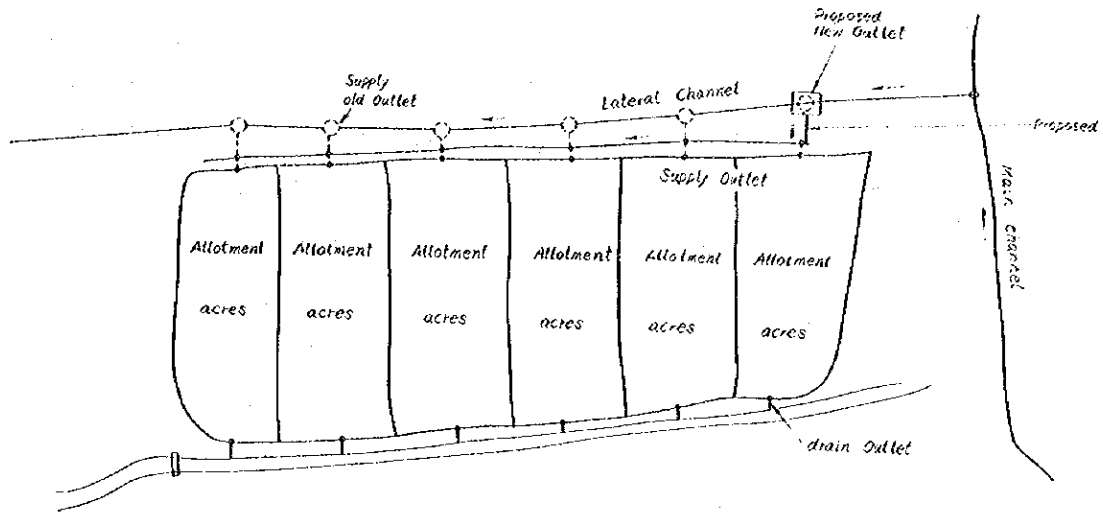 Proposed
New Outlet
Supply
old Outlet
Lateral Channel
Proposed
Supply Outlet
Main Channel
Allotment
acres
Allotment
acres
Allotment
acres
Allotment
acres
Allotment
acres
Allotment
acres
drain Outlet